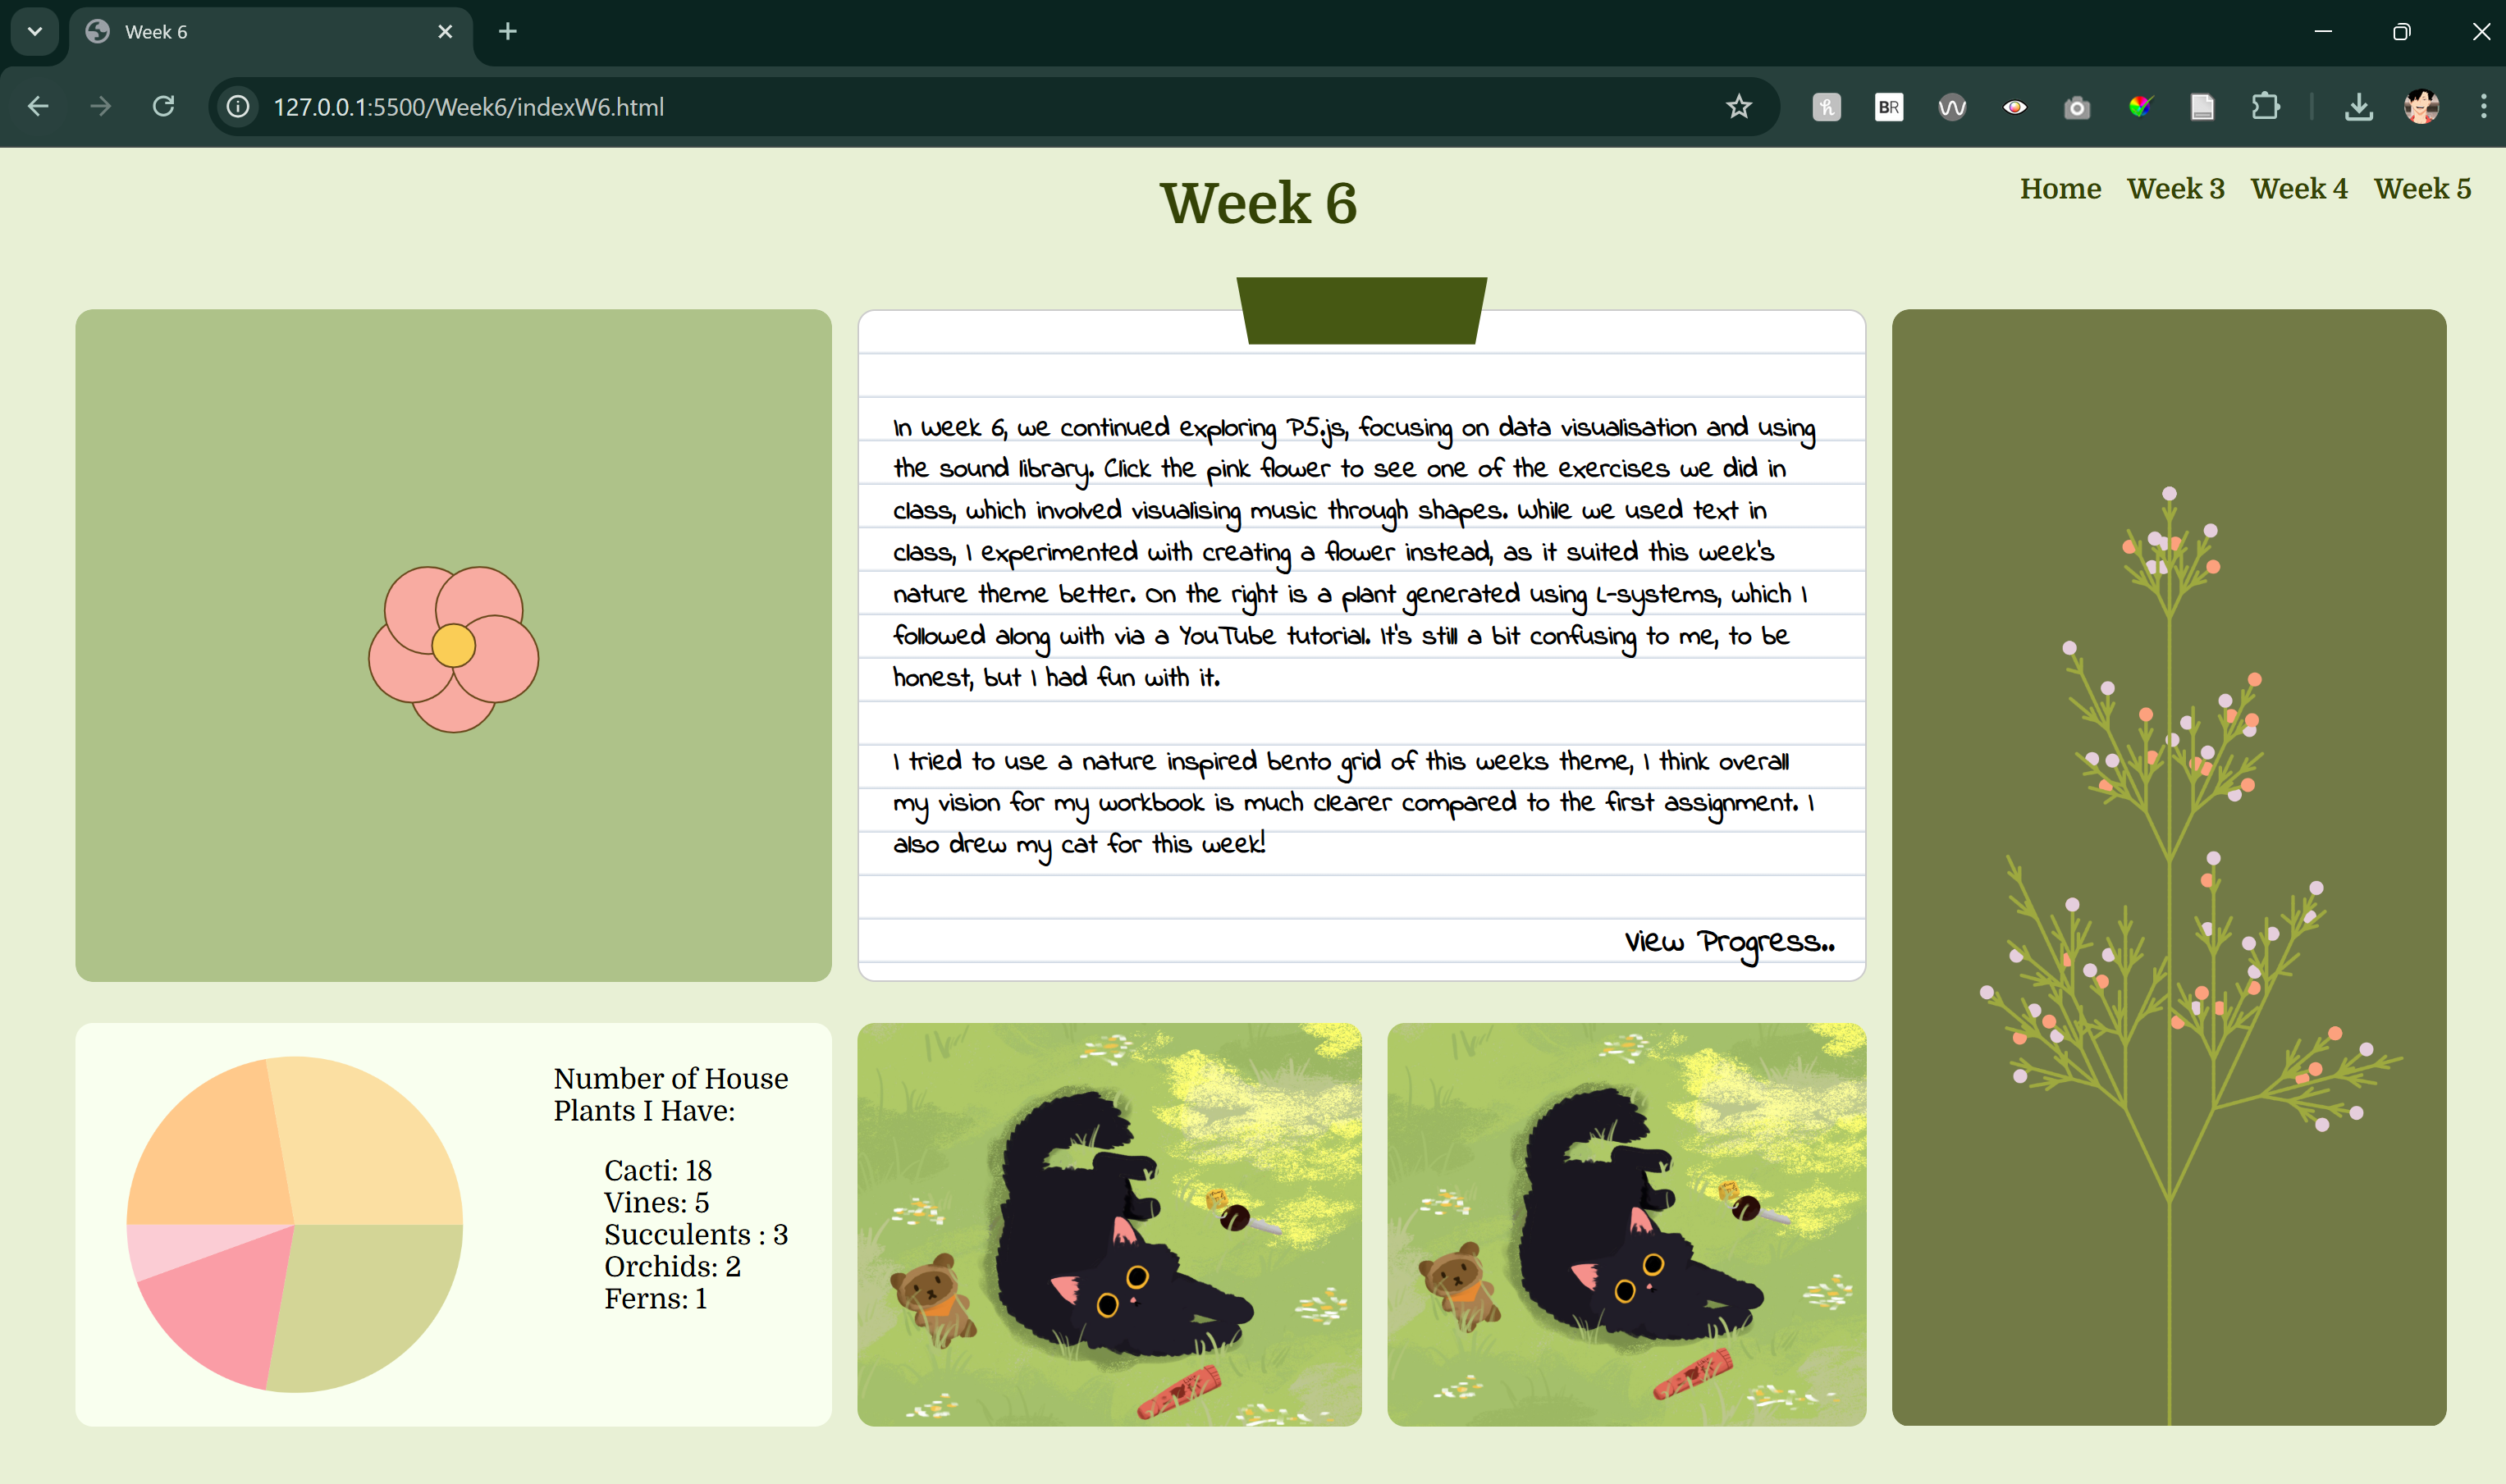 Week 6
127.0.0.1:5500/Week6/indexW6.html
BR
Week 6
Home Week 3 Week 4 Week 5
In Week 6, we continued exploring P5.js, focusing on data visualisation and using
the sound library. Click the pink flower to see one of the exercises we did in
class, which involved visualising music through shapes. While we used text in
class, I experimented with creating a flower instead, as it suited this week's
nature theme better. On the right is a plant generated using L-systems, which I
followed along with via a YouTube tutorial. It's still a bit confusing to me, to be
honest, but I had fun with it.
I tried to use a nature inspired bento grid of this weeks theme, I think overall
my vision for my workbook is much clearer compared to the first assignment. I
also drew my cat for this week!
View Progress..
Number of House
Plants I Have:
Cacti: 18
Vines: 5
Succulents : 3
Orchids: 2
Ferns: 1